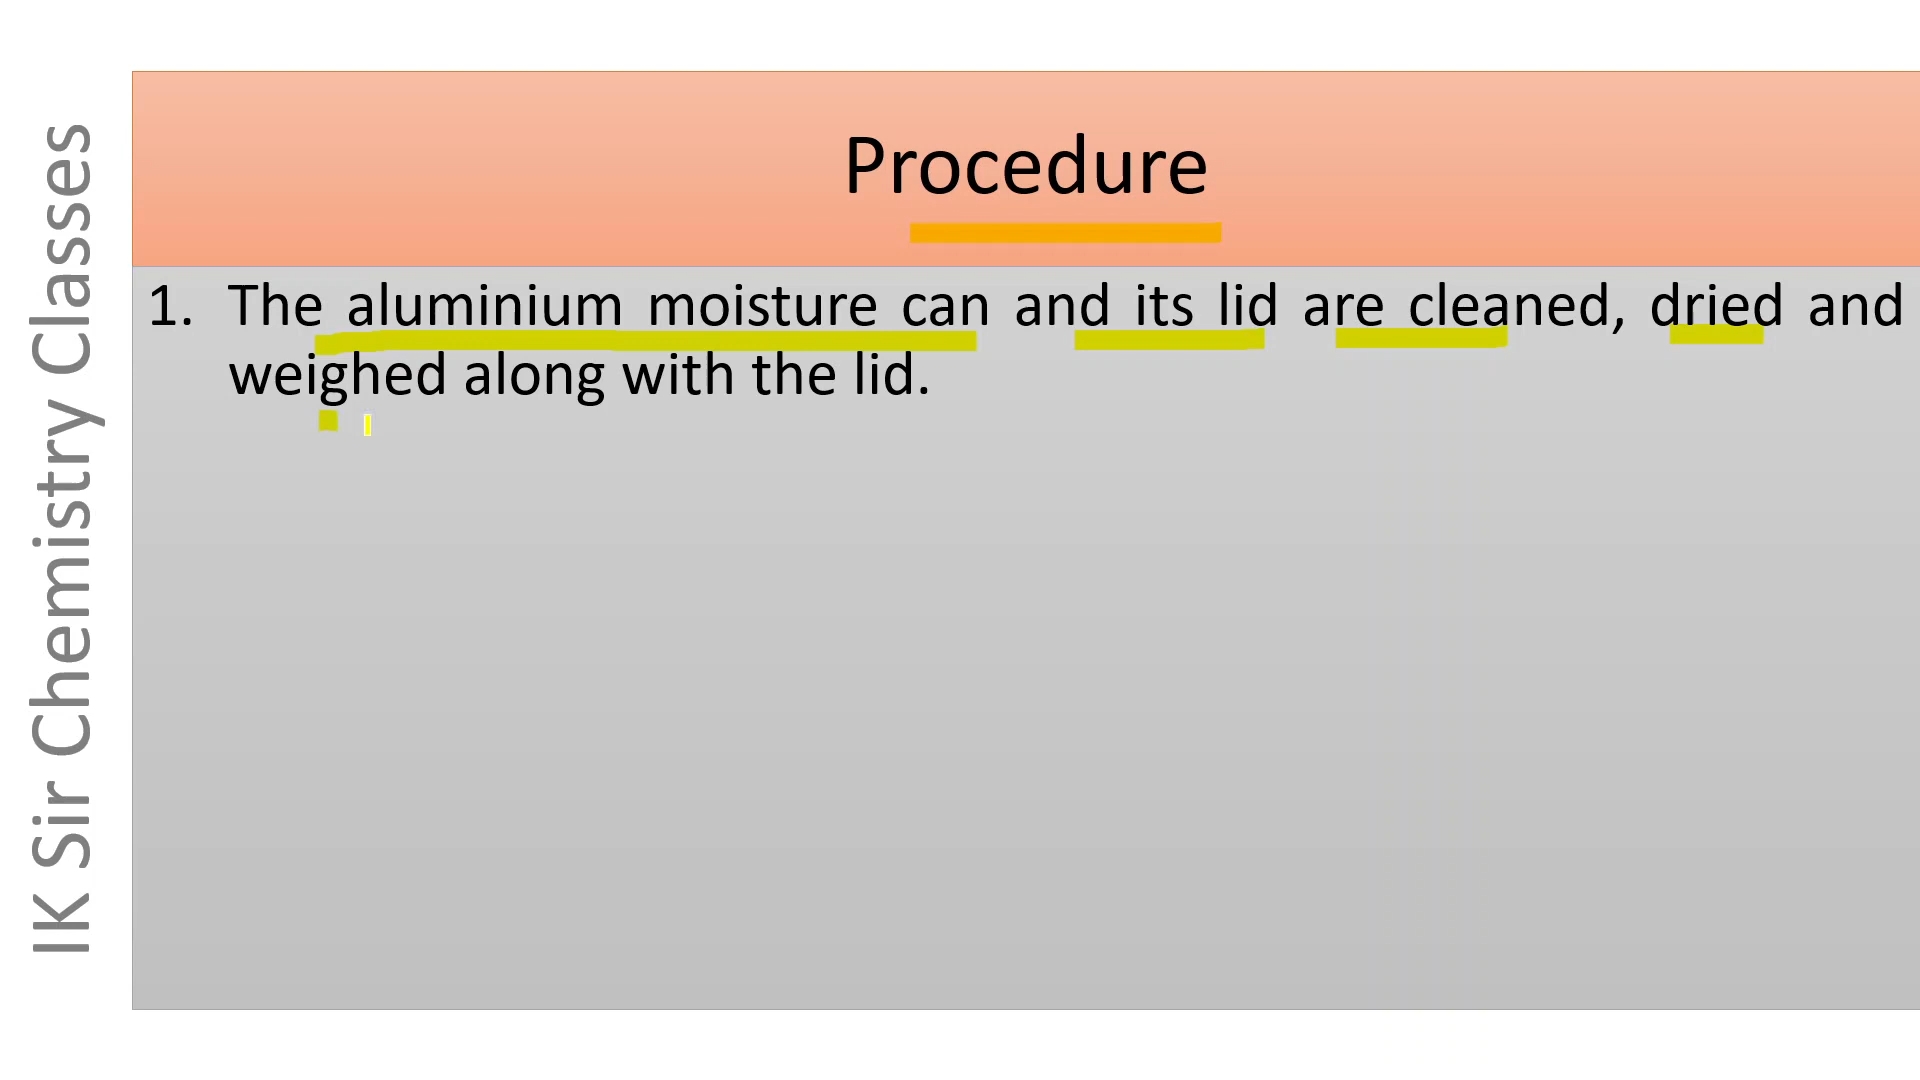 IK Sir Chemistry Classes
Procedure
1. The aluminium moisture can and its lid are cleaned, dried and
weighed along with the lid.